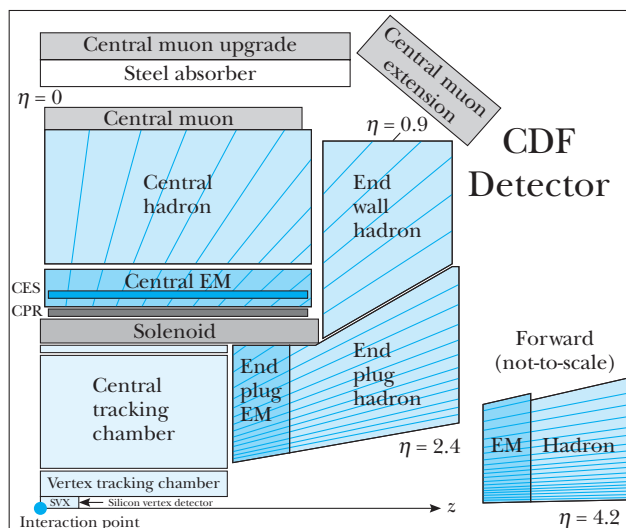 Central muon upgrade
Steel absorber
Central muon
extension
η = 0
Central muon
η = 0.9
CDF
Detector
Central
hadron
End
wall
hadron
CES
Central EM
CPR
Solenoid
Forward
(not-to-scale)
Central
tracking
chamber
End
plug
EM
End
plug
hadron
EM
Hadron
η = 2.4
Vertex tracking chamber
SVX
Silicon vertex detector
z
η = 4.2
Interaction point